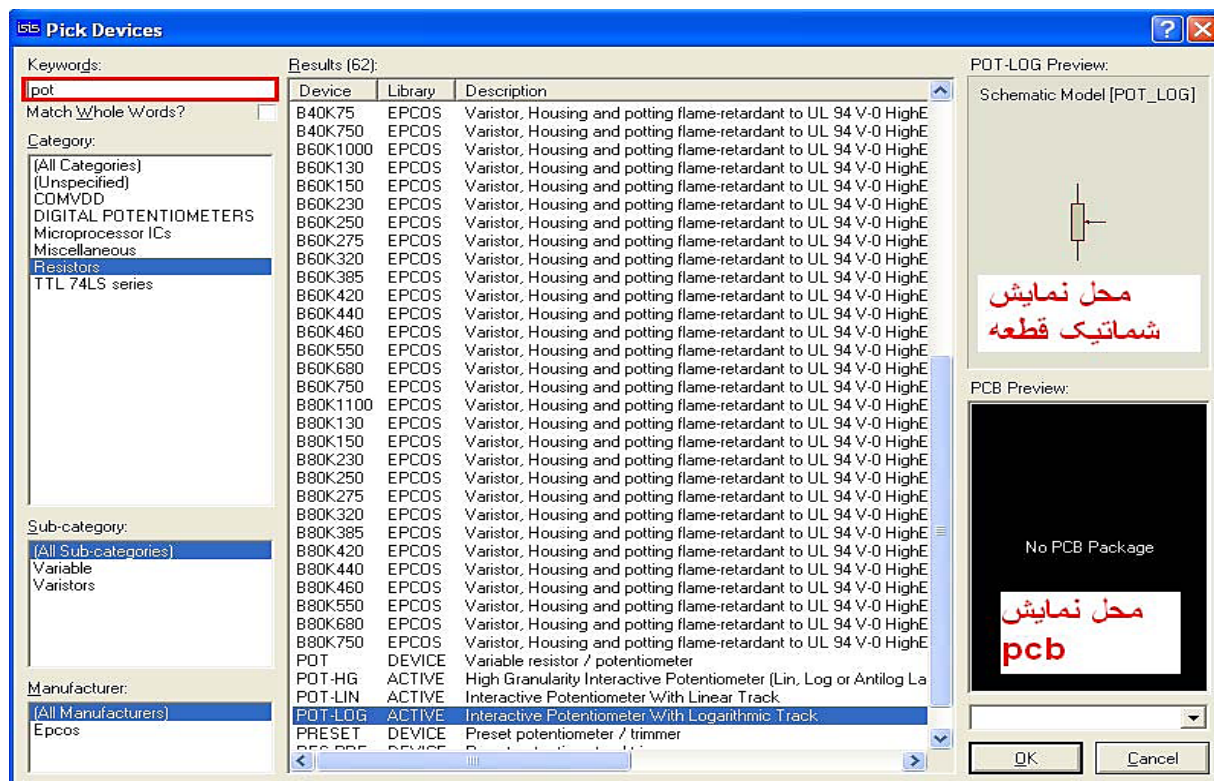 isis Pick Devices
Keywords:
pot
Match Whole Words?
Category:
(All Categories)
(Unspecified)
COMVDD
DIGITAL POTENTIOMETERS
Microprocessor ICs
Miscellaneous
Resistors
TTL 74LS series
Sub-category:
(All Sub-categories)
Variable
Varistors
Manufacturer:
(All Manufacturers)
Epcos
Results (62):
Device Library Description
B40K75 EPCOS Varistor, Housing and potting flame-retardant to UL 94 V-0 HighE
B40K750 EPCOS Varistor, Housing and potting flame-retardant to UL 94 V-0 HighE
B60K1000 EPCOS Varistor, Housing and potting flame-retardant to UL 94 V-0 HighE
B60K130 EPCOS Varistor, Housing and potting flame-retardant to UL 94 V-0 HighE
B60K150 EPCOS Varistor, Housing and potting flame-retardant to UL 94 V-0 HighE
B60K230 EPCOS Varistor, Housing and potting flame-retardant to UL 94 V-0 HighE
B60K250 EPCOS Varistor, Housing and potting flame-retardant to UL 94 V-0 HighE
B60K275 EPCOS Varistor, Housing and potting flame-retardant to UL 94 V-0 HighE
B60K320 EPCOS Varistor, Housing and potting flame-retardant to UL 94 V-0 HighE
B60K385 EPCOS Varistor, Housing and potting flame-retardant to UL 94 V-0 HighE
B60K420 EPCOS Varistor, Housing and potting flame-retardant to UL 94 V-0 HighE
B60K440 EPCOS Varistor, Housing and potting flame-retardant to UL 94 V-0 HighE
B60K460 EPCOS Varistor, Housing and potting flame-retardant to UL 94 V-0 HighE
B60K550 EPCOS Varistor, Housing and potting flame-retardant to UL 94 V-0 HighE
B60K680 EPCOS Varistor, Housing and potting flame-retardant to UL 94 V-0 HighE
B60K750 EPCOS Varistor, Housing and potting flame-retardant to UL 94 V-0 HighE
B80K1100 EPCOS Varistor, Housing and potting flame-retardant to UL 94 V-0 HighE
B80K130 EPCOS Varistor, Housing and potting flame-retardant to UL 94 V-0 HighE
B80K150 EPCOS Varistor, Housing and potting flame-retardant to UL 94 V-0 HighE
B80K230 EPCOS Varistor, Housing and potting flame-retardant to UL 94 V-0 HighE
B80K250 EPCOS Varistor, Housing and potting flame-retardant to UL 94 V-0 HighE
B80K275 EPCOS Varistor, Housing and potting flame-retardant to UL 94 V-0 HighE
B80K320 EPCOS Varistor, Housing and potting flame-retardant to UL 94 V-0 HighE
B80K385 EPCOS Varistor, Housing and potting flame-retardant to UL 94 V-0 HighE
B80K420 EPCOS Varistor, Housing and potting flame-retardant to UL 94 V-0 HighE
B80K440 EPCOS Varistor, Housing and potting flame-retardant to UL 94 V-0 HighE
B80K460 EPCOS Varistor, Housing and potting flame-retardant to UL 94 V-0 HighE
B80K550 EPCOS Varistor, Housing and potting flame-retardant to UL 94 V-0 HighE
B80K680 EPCOS Varistor, Housing and potting flame-retardant to UL 94 V-0 HighE
B80K750 EPCOS Varistor, Housing and potting flame-retardant to UL 94 V-0 HighE
POT DEVICE Variable resistor / potentiometer
POT-HG ACTIVE High Granularity Interactive Potentiometer (Lin, Log or Antilog La
POT-LIN ACTIVE Interactive Potentiometer With Linear Track
POT-LOG ACTIVE Interactive Potentiometer With Logarithmic Track
PRESET DEVICE Preset potentiometer / trimmer
POT-LOG Preview:
Schematic Model [POT_LOG]
محل نمایش
شماتیک قطعه
PCB Preview:
No PCB Package
محل نمایش
pcb
OK Cancel